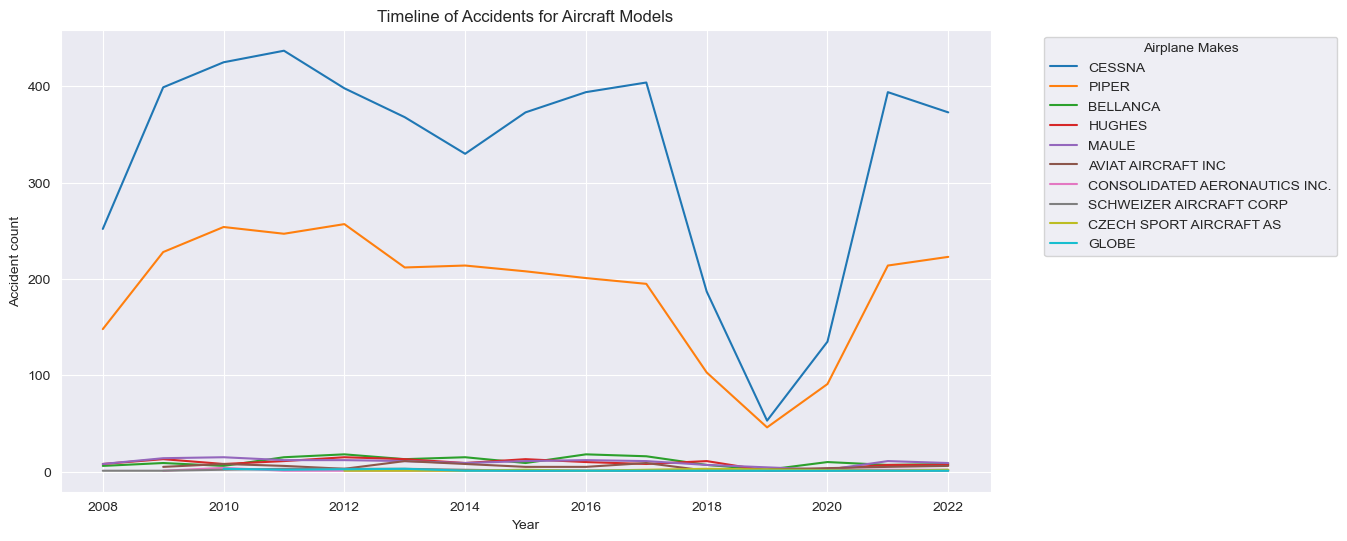 Timeline of Accidents for Aircraft Models
Accident count
400
300
200
100
0
2008 2010 2012 2014 2016 2018 2020 2022
Year
Airplane Makes
CESSNA
PIPER
BELLANCA
HUGHES
MAULE
AVIAT AIRCRAFT INC
CONSOLIDATED AERONAUTICS INC.
SCHWEIZER AIRCRAFT CORP
CZECH SPORT AIRCRAFT AS
GLOBE